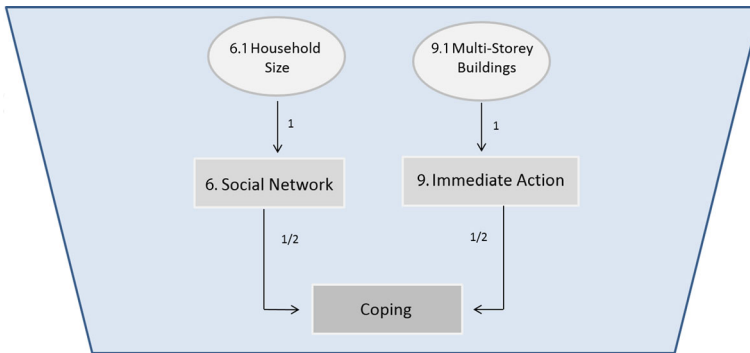 6.1 Household
Size
9.1 Multi-Storey
Buildings
1
1
6. Social Network
9. Immediate Action
1/2
1/2
Coping